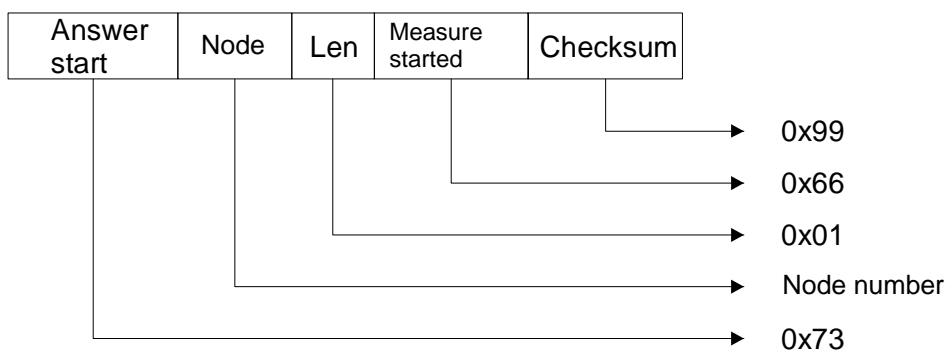 Answer
start
Node
Len
Measure
started
Checksum
0x99
0x66
0x01
Node number
0x73